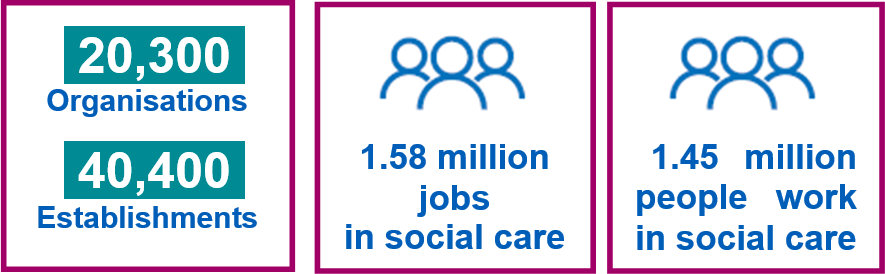 20,300
Organisations
40,400
Establishments
1.58 million
jobs
in social care
1.45 million
people work
in social care